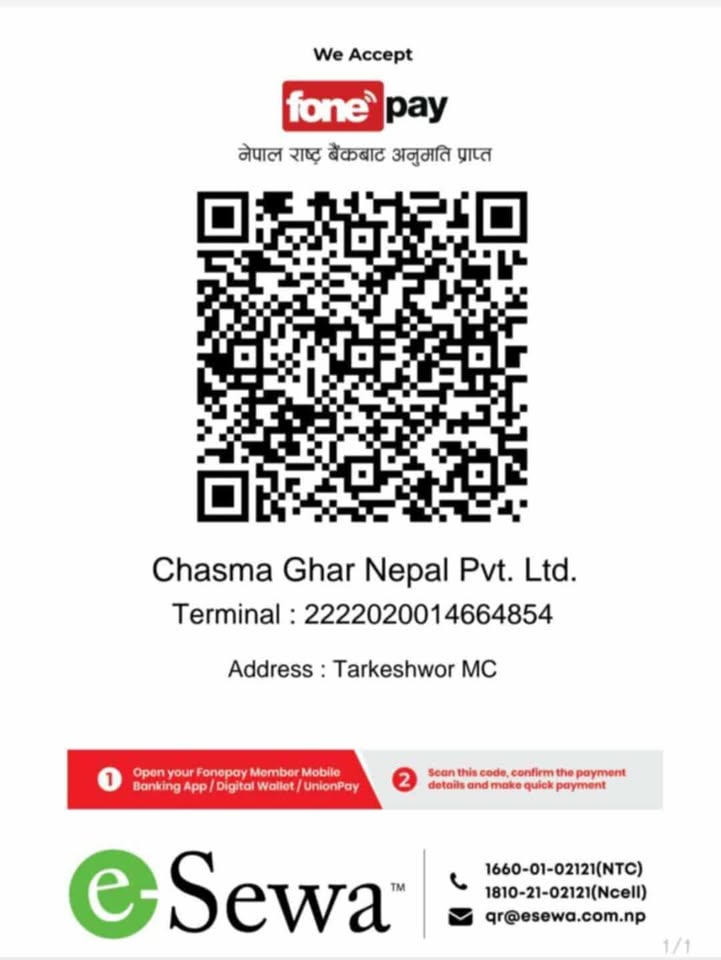 We Accept
fonepay
नेपाल राष्ट्र बैंकबाट अनुमति प्राप्त
Chasma Ghar Nepal Pvt. Ltd.
Terminal : 2222020014664854
Address : Tarkeshwor MC
1 Open your Fonepay Member Mobile
Banking App / Digital Wallet / UnionPay
2 Scan this code, confirm the payment
details and make quick payment
e-Sewa™
1660-01-02121(NTC)
1810-21-02121(Ncell)
qr@esewa.com.np
1/1